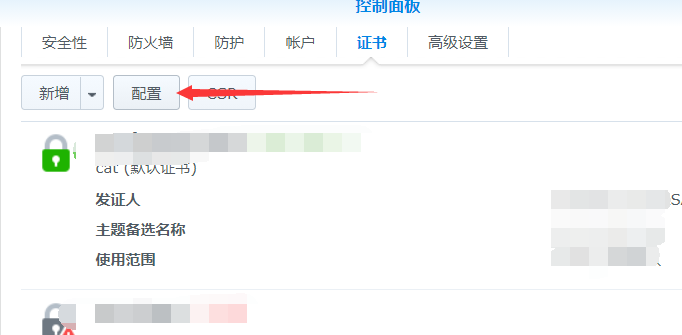 控制面板
安全性 防火墙 防护 帐户 证书 高级设置
新增 配置 CSR
cat (默认证书)
发证人
S.
主题备选名称
使用范围
、